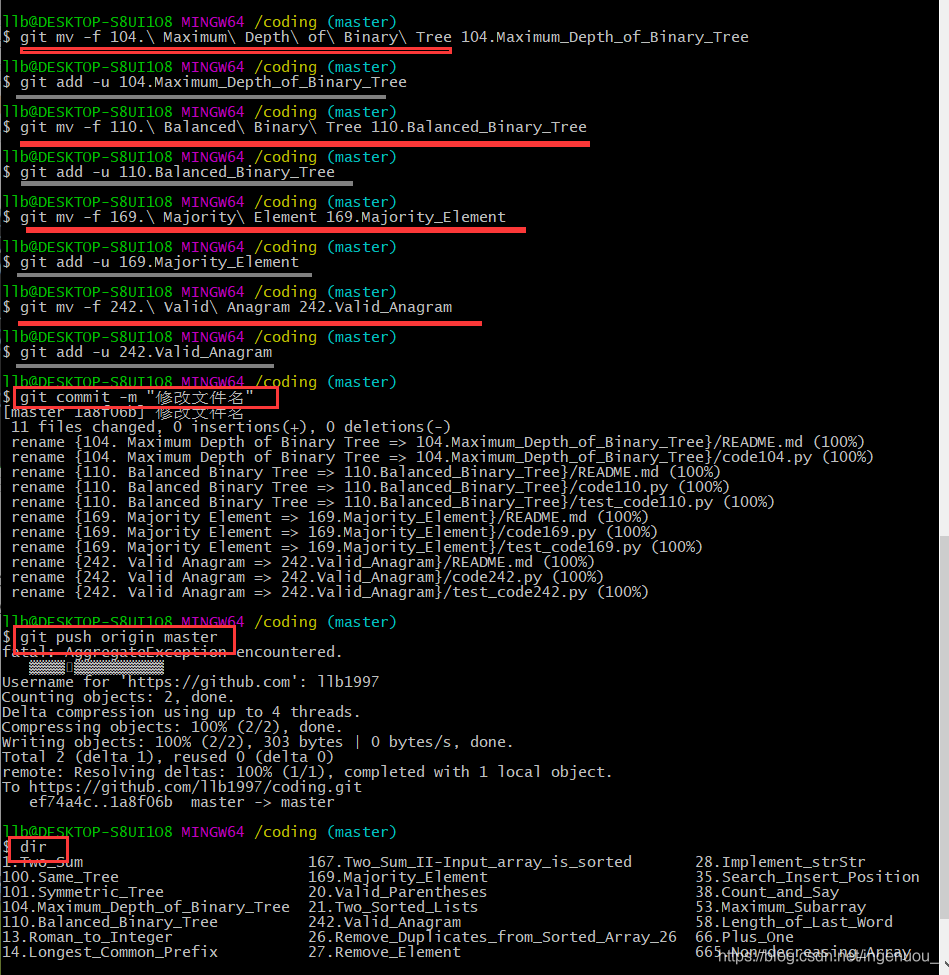 llb@DESKTOP-S8UI1O8 MINGW64 /coding (master)
$ git mv -f 104.\ Maximum\ Depth\ of\ Binary\ Tree 104.Maximum_Depth_of_Binary_Tree
llb@DESKTOP-S8UI1O8 MINGW64 /coding (master)
$ git add -u 104.Maximum_Depth_of_Binary_Tree
llb@DESKTOP-S8UI1O8 MINGW64 /coding (master)
$ git mv -f 110.\ Balanced\ Binary\ Tree 110.Balanced_Binary_Tree
llb@DESKTOP-S8UI1O8 MINGW64 /coding (master)
$ git add -u 110.Balanced_Binary_Tree
llb@DESKTOP-S8UI1O8 MINGW64 /coding (master)
$ git mv -f 169.\ Majority\ Element 169.Majority_Element
llb@DESKTOP-S8UI1O8 MINGW64 /coding (master)
$ git add -u 169.Majority_Element
llb@DESKTOP-S8UI1O8 MINGW64 /coding (master)
$ git mv -f 242.\ Valid\ Anagram 242.Valid_Anagram
llb@DESKTOP-S8UI1O8 MINGW64 /coding (master)
$ git add -u 242.Valid_Anagram
llb@DESKTOP-S8UI1O8 MINGW64 /coding (master)
$ git commit -m "修改文件名"
[master 1a8f06b] 修改文件名
11 files changed, 0 insertions(+), 0 deletions(-)
rename {104. Maximum Depth of Binary Tree => 104.Maximum_Depth_of_Binary_Tree}/README.md (100%)
rename {104. Maximum Depth of Binary Tree => 104.Maximum_Depth_of_Binary_Tree}/code104.py (100%)
rename {110. Balanced Binary Tree => 110.Balanced_Binary_Tree}/README.md (100%)
rename {110. Balanced Binary Tree => 110.Balanced_Binary_Tree}/code110.py (100%)
rename {110. Balanced Binary Tree => 110.Balanced_Binary_Tree}/test_code110.py (100%)
rename {169. Majority Element => 169.Majority_Element}/README.md (100%)
rename {169. Majority Element => 169.Majority_Element}/code169.py (100%)
rename {169. Majority Element => 169.Majority_Element}/test_code169.py (100%)
rename {242. Valid Anagram => 242.Valid_Anagram}/README.md (100%)
rename {242. Valid Anagram => 242.Valid_Anagram}/code242.py (100%)
rename {242. Valid Anagram => 242.Valid_Anagram}/test_code242.py (100%)
llb@DESKTOP-S8UI1O8 MINGW64 /coding (master)
$ git push origin master
fatal: AggregateException encountered.
Username for 'https://github.com': llb1997
Counting objects: 2, done.
Delta compression using up to 4 threads.
Compressing objects: 100% (2/2), done.
Writing objects: 100% (2/2), 303 bytes | 0 bytes/s, done.
Total 2 (delta 1), reused 0 (delta 0)
remote: Resolving deltas: 100% (1/1), completed with 1 local object.
To https://github.com/llb1997/coding.git
ef74a4c..1a8f06b master -> master
llb@DESKTOP-S8UI1O8 MINGW64 /coding (master)
$ dir
1.Two_Sum 167.Two_Sum_II-Input_array_is_sorted 28.Implement_strStr
100.Same_Tree 169.Majority_Element 35.Search_Insert_Position
101.Symmetric_Tree 20.Valid_Parentheses 38.Count_and_Say
104.Maximum_Depth_of_Binary_Tree 21.Two_Sorted_Lists 53.Maximum_Subarray
110.Balanced_Binary_Tree 242.Valid_Anagram 58.Length_of_Last_Word
13.Roman_to_Integer 26.Remove_Duplicates_from_Sorted_Array_26 66.Plus_One
14.Longest_Common_Prefix 27.Remove_Element 665.Non-decreasing_Array